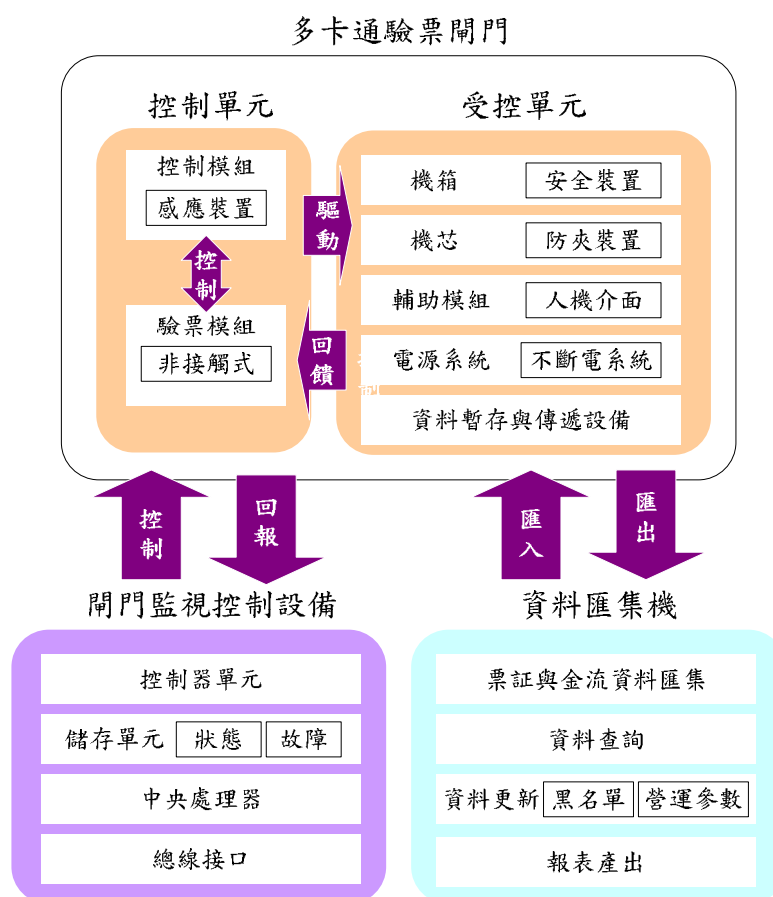 多卡通驗票閘門
控制單元
受控單元
控制模組
感應裝置
控制
驗票模組
非接觸式
驅動
回饋
機箱 安全裝置
機芯 防夾裝置
輔助模組 人機介面
電源系統 不斷電系統
資料暫存與傳遞設備
控制
回報
匯入
匯出
閘門監視控制設備
控制器單元
儲存單元 狀態 故障
中央處理器
總線接口
資料匯集機
票証與金流資料匯集
資料查詢
資料更新 黑名單 營運參數
報表產出